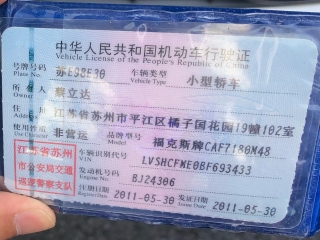 中华人民共和国机动车行驶证
Vehicle License of the People's Republic of China
号牌号码 苏E98E30 车辆类型 小型轿车
Plate No. Vehicle Type
所有人 蔡立达
Owner
住址 江苏省苏州市平江区橘子国花园19幢102室
Address
使用性质 非营运 品牌型号 福克斯牌CAF7180M48
江苏省苏州 车辆识别代号 LVSHCFME0BF693433
VIN
市公安局交通 发动机号码 BJ24306
Engine No.
巡逻警察支队 注册日期 2011-05-30 发证日期 2011-05-30
Register Date Issue Date